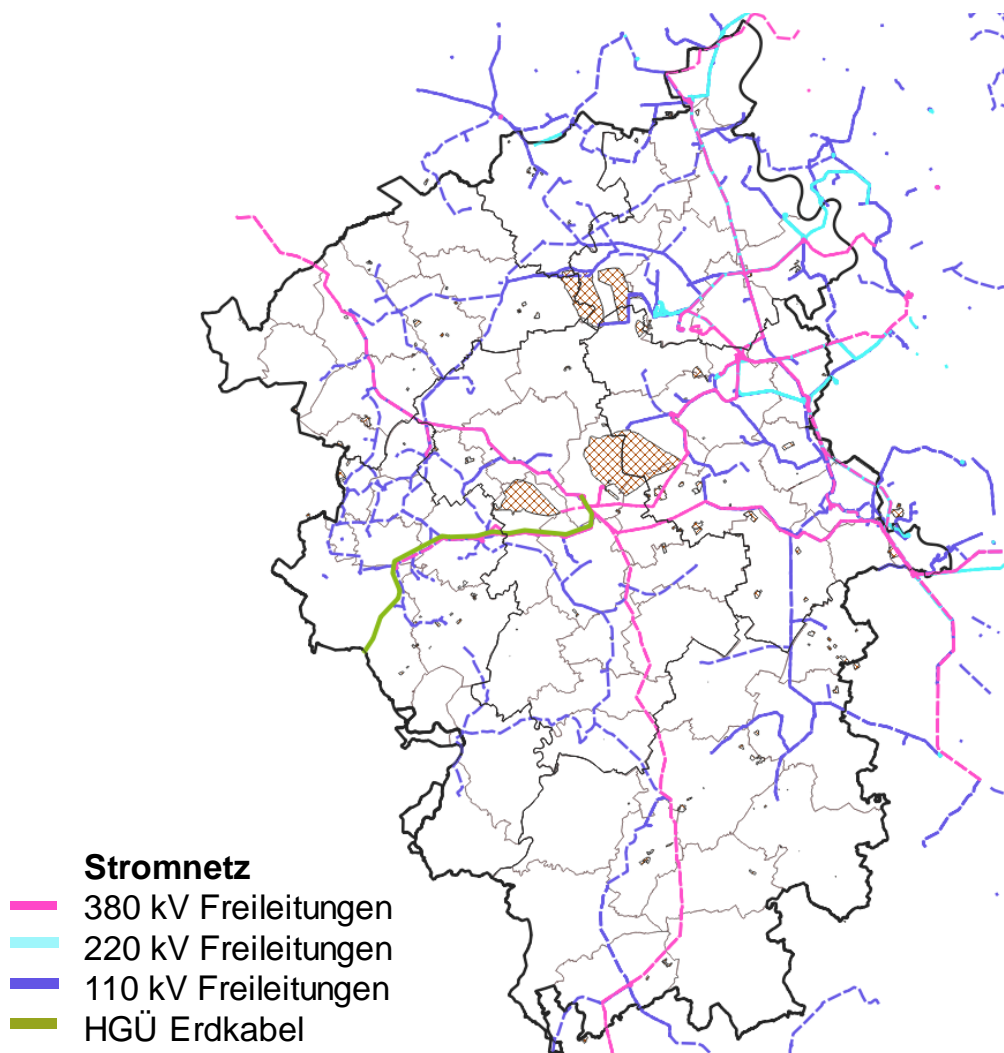 Stromnetz
380 kV Freileitungen
220 kV Freileitungen
110 kV Freileitungen
HGÜ Erdkabel